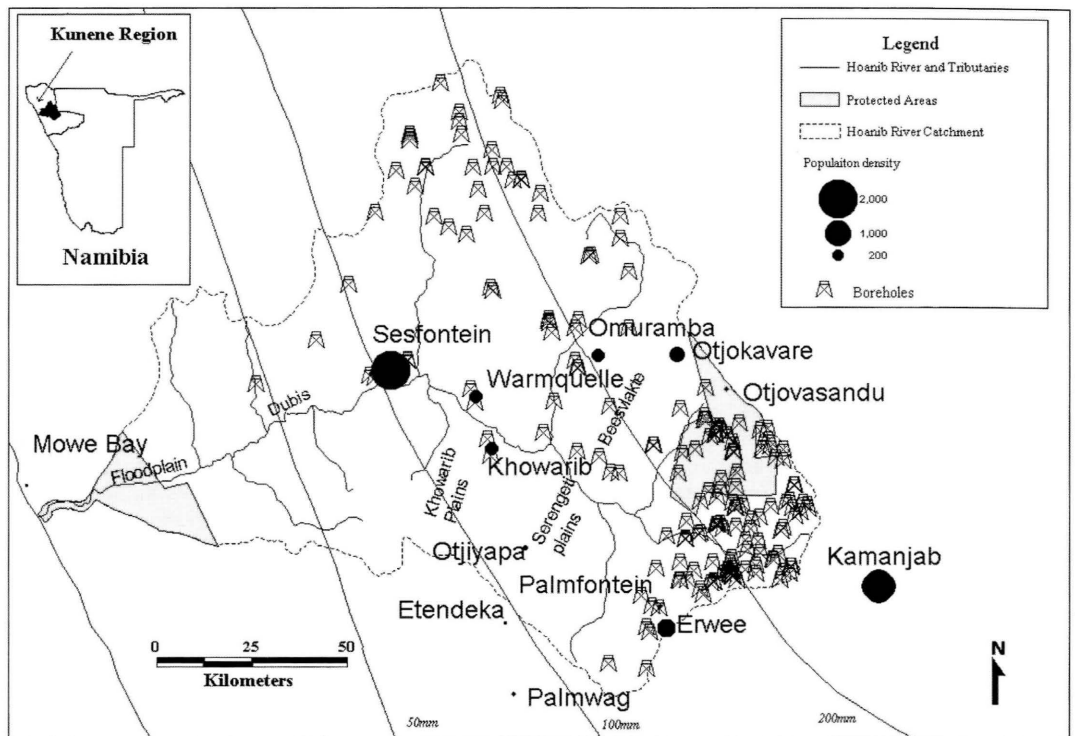 Kunene Region
Namibia
Legend
Hoanib River and Tributaries
Protected Areas
Hoanib River Catchment
Populaiton density
2,000
1,000
200
Boreholes
Sesfontein
Omuramba
Otjokavare
Warmquelle
Otjovasandu
Dubis
Beesvlakte
Mowe Bay
Floodplain
Khowarib
Khowarib
Plains
Serengeti
plains
Otjiyapa
Palmfontein
Kamanjab
Etendeka
Erwee
0 25 50
Kilometers
N
Palmwag
50mm
100mm
200mm